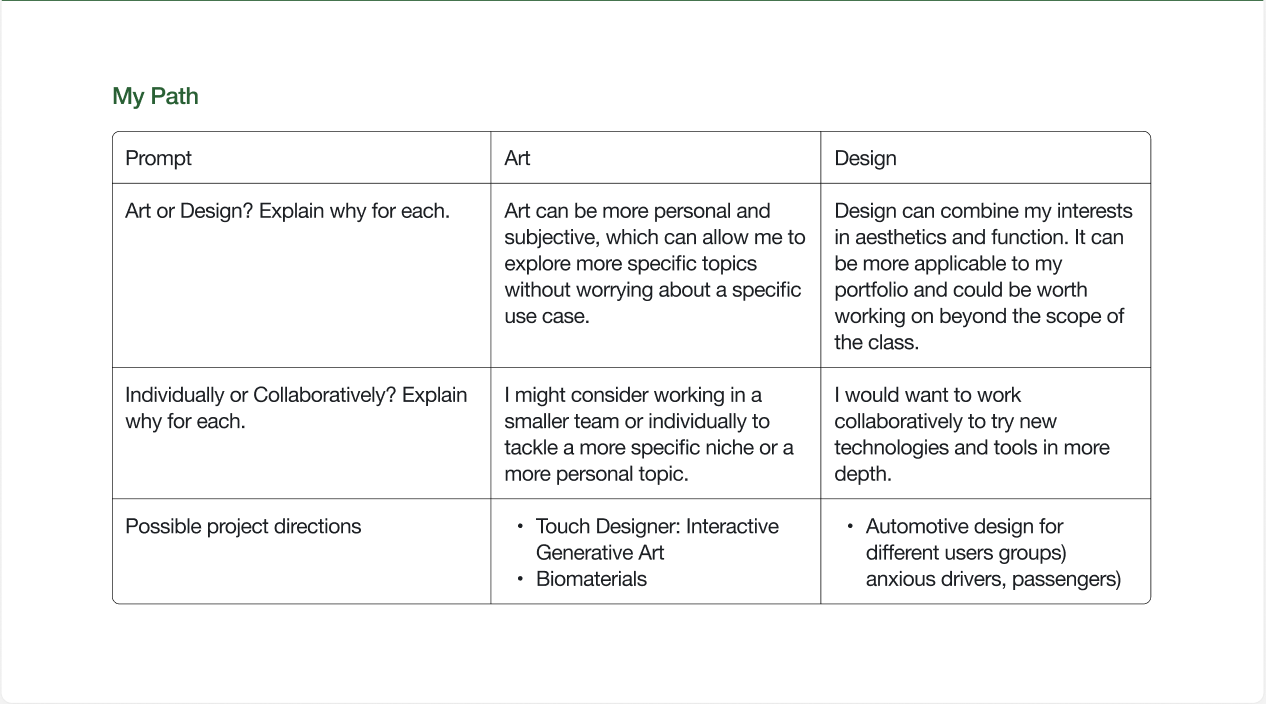 My Path
Prompt
Art
Design
Art or Design? Explain why for each.
Art can be more personal and
subjective, which can allow me to
explore more specific topics
without worrying about a specific
use case.
Design can combine my interests
in aesthetics and function. It can
be more applicable to my
portfolio and could be worth
working on beyond the scope of
the class.
Individually or Collaboratively? Explain
why for each.
I might consider working in a
smaller team or individually to
tackle a more specific niche or a
more personal topic.
I would want to work
collaboratively to try new
technologies and tools in more
depth.
Possible project directions
• Touch Designer: Interactive
Generative Art
• Biomaterials
• Automotive design for
different users groups)
anxious drivers, passengers)